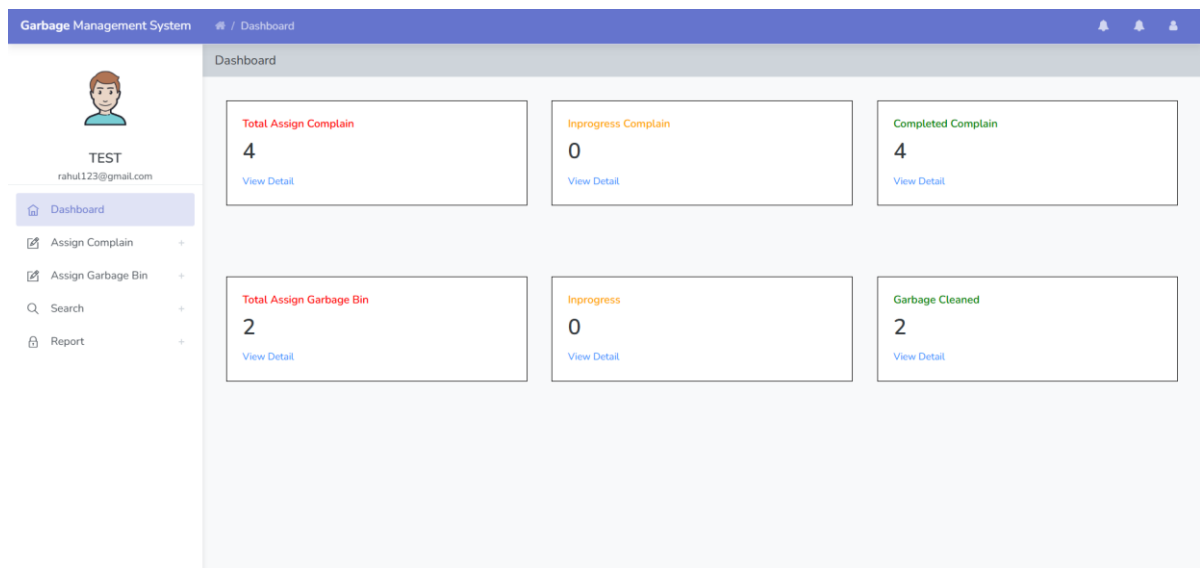 Garbage Management System / Dashboard
Dashboard
TEST
rahul123@gmail.com
Dashboard
Assign Complain +
Assign Garbage Bin +
Search +
Report +
Total Assign Complain
4
View Detail
Inprogress Complain
0
View Detail
Completed Complain
4
View Detail
Total Assign Garbage Bin
2
View Detail
Inprogress
0
View Detail
Garbage Cleaned
2
View Detail